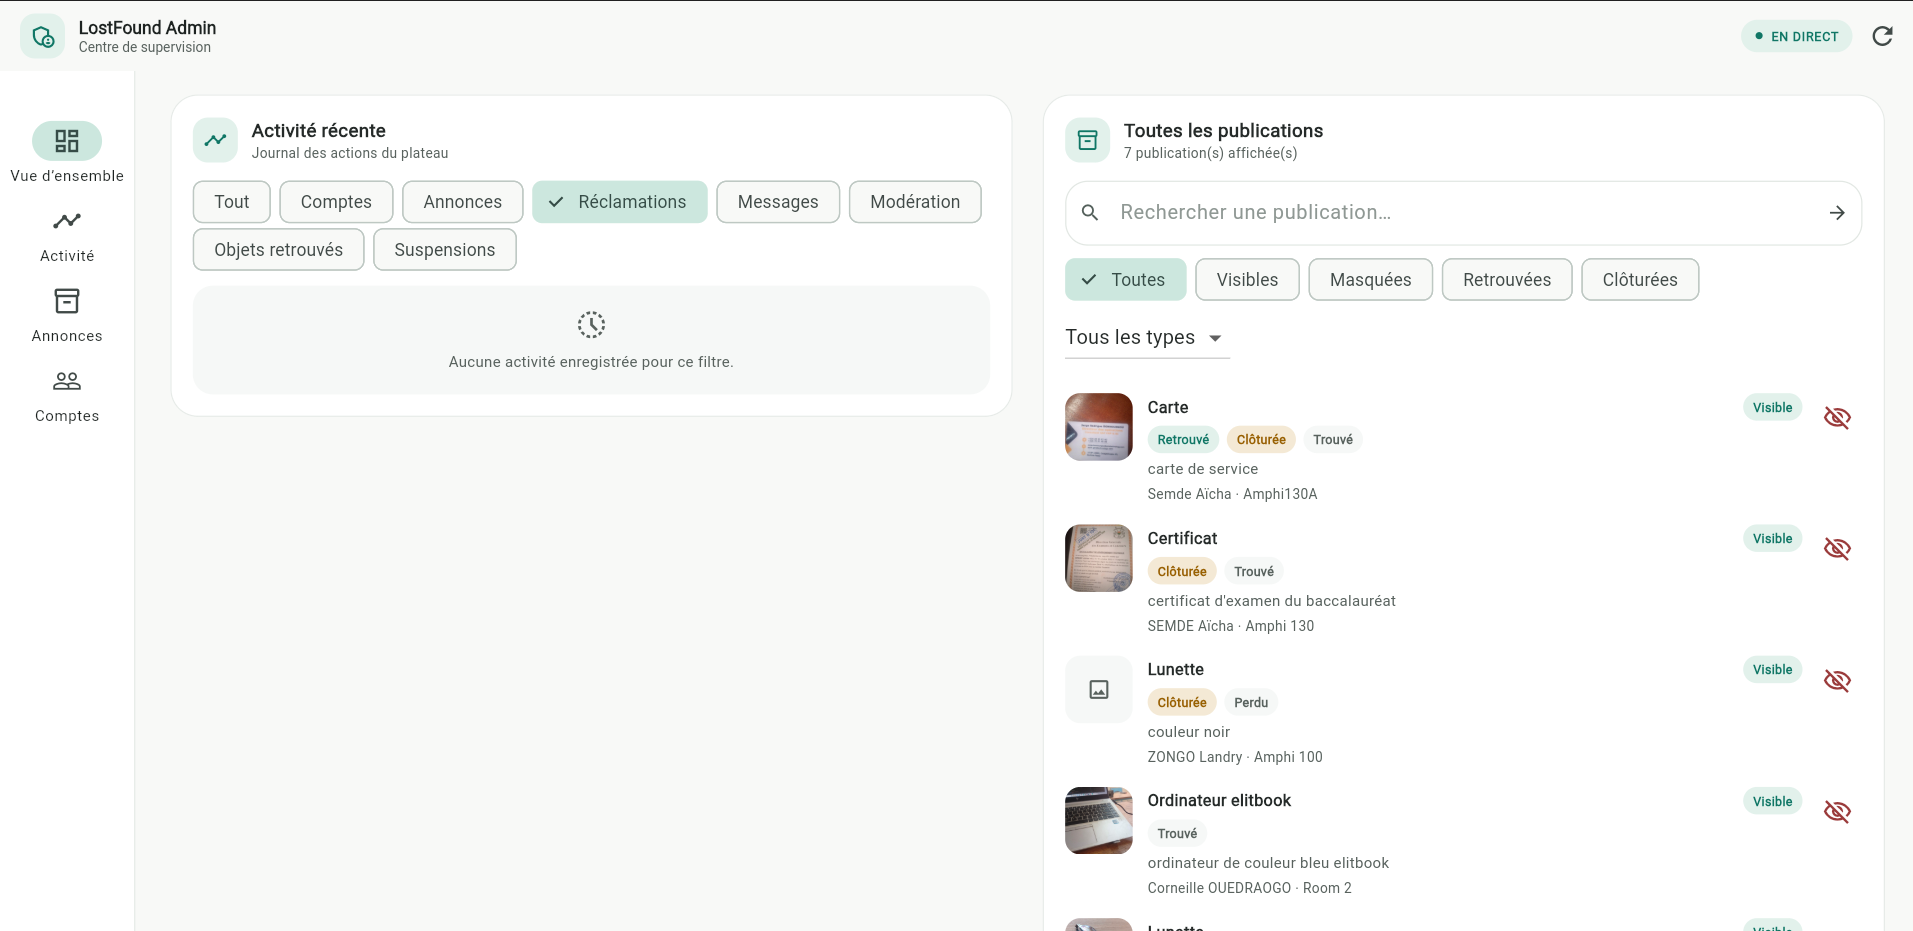 LostFound Admin
Centre de supervision
EN DIRECT
Vue d'ensemble
Activité
Annonces
Comptes
Activité récente
Journal des actions du plateau
Tout
Comptes
Annonces
Réclamations
Messages
Modération
Objets retrouvés
Suspensions
Aucune activité enregistrée pour ce filtre.
Toutes les publications
7 publication(s) affichée(s)
Rechercher une publication…
Toutes
Visibles
Masquées
Retrouvées
Clôturées
Tous les types
Carte
Visible
Retrouvé
Clôturée
Trouvé
carte de service
Semde Aïcha · Amphi130A
Certificat
Visible
Clôturée
Trouvé
certificat d'examen du baccalauréat
SEMDE Aïcha · Amphi 130
Lunette
Visible
Clôturée
Perdu
couleur noir
ZONGO Landry · Amphi 100
Ordinateur elitbook
Visible
Trouvé
ordinateur de couleur bleu elitbook
Corneille OUEDRAOGO · Room 2
Lunette
Visible